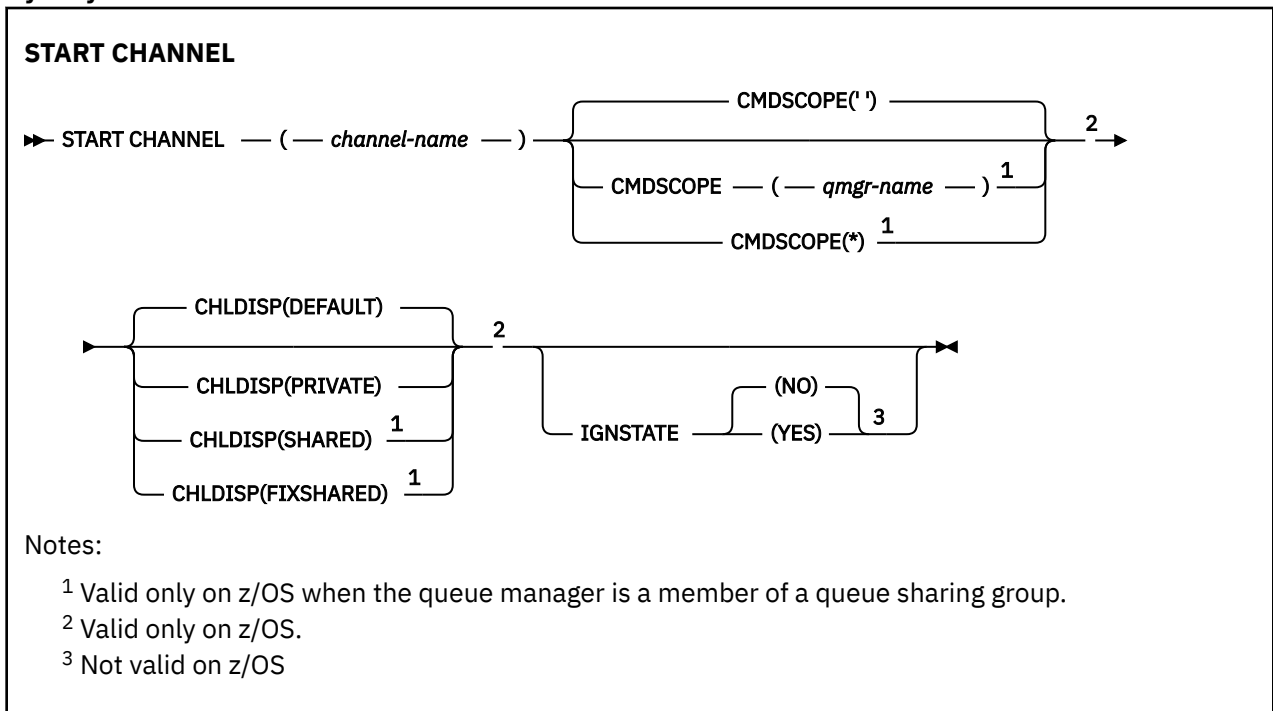 START CHANNEL
CMDSCOPE(' ')
START CHANNEL ( channel-name ) 2
CMDSCOPE ( qmgr-name ) 1
CMDSCOPE(*) 1
CHLDISP(DEFAULT) 2
CHLDISP(PRIVATE) (NO)
CHLDISP(SHARED) 1 IGNSTATE (YES) 3
CHLDISP(FIXSHARED) 1
Notes:
1 Valid only on z/OS when the queue manager is a member of a queue sharing group.
2 Valid only on z/OS.
3 Not valid on z/OS